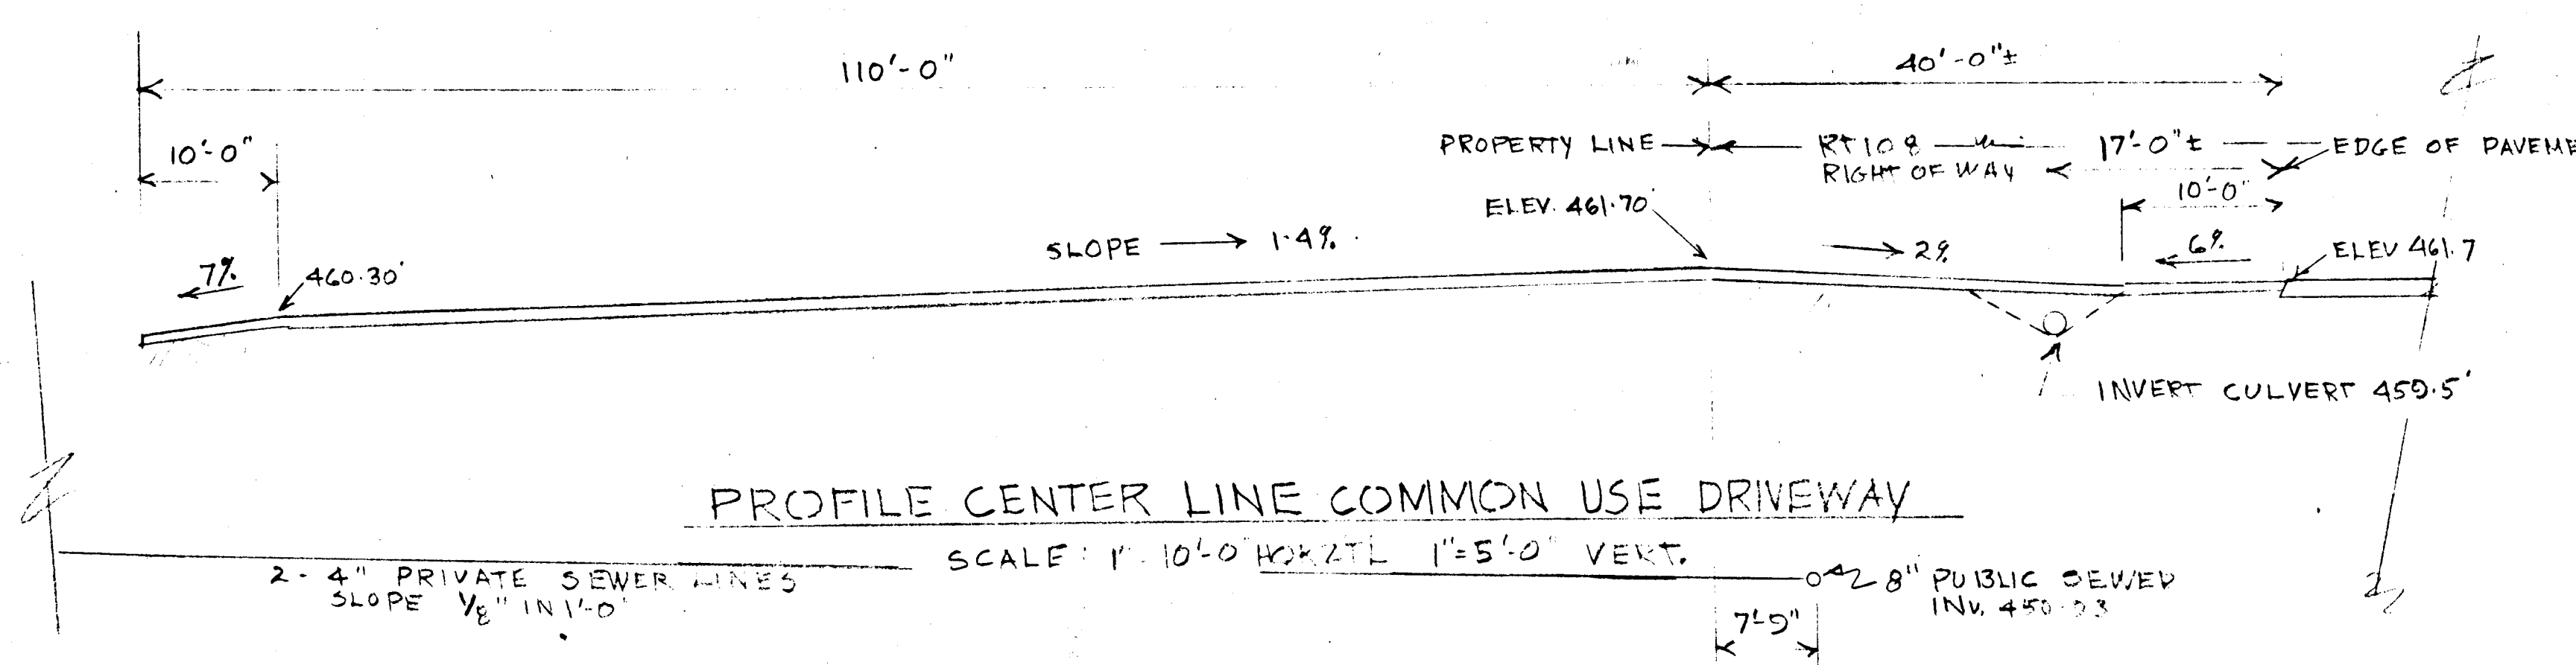 110'-0"
40'-0"±
10'-0"
PROPERTY LINE
RT 108
RIGHT OF WAY
17'-0"±
EDGE OF PAVEME
10'-0"
ELEV. 461.70'
SLOPE 1.4%
2%
6%
ELEV 461.7
7%
460.30'
INVERT CULVERT 459.5'
PROFILE CENTER LINE COMMON USE DRIVEWAY
SCALE: 1" 10'-0" HORZTL 1"=5'-0" VERT.
2-4" PRIVATE SEWER LINES
SLOPE 1/8" IN 1'-0"
8" PUBLIC SEWER
INV.
7'-9"